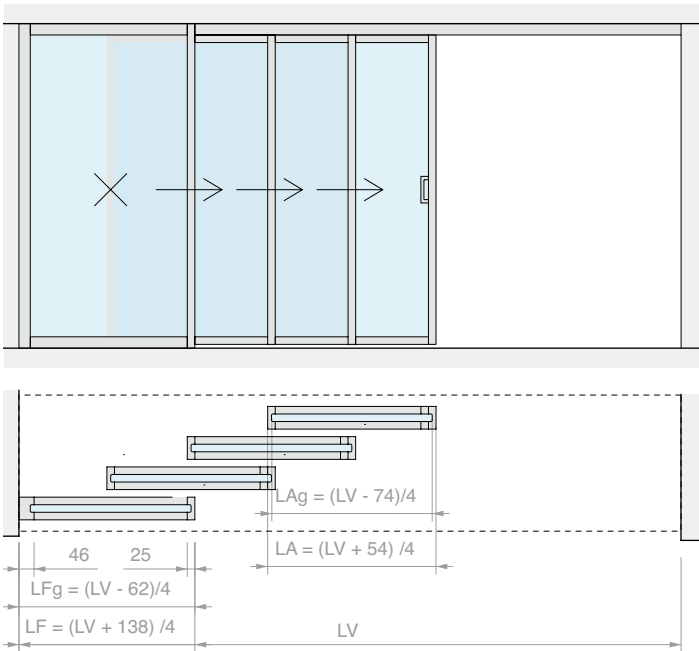 LAg = (LV - 74)/4
46 25
LA = (LV + 54) /4
LFg = (LV - 62)/4
LF = (LV + 138) /4
LV